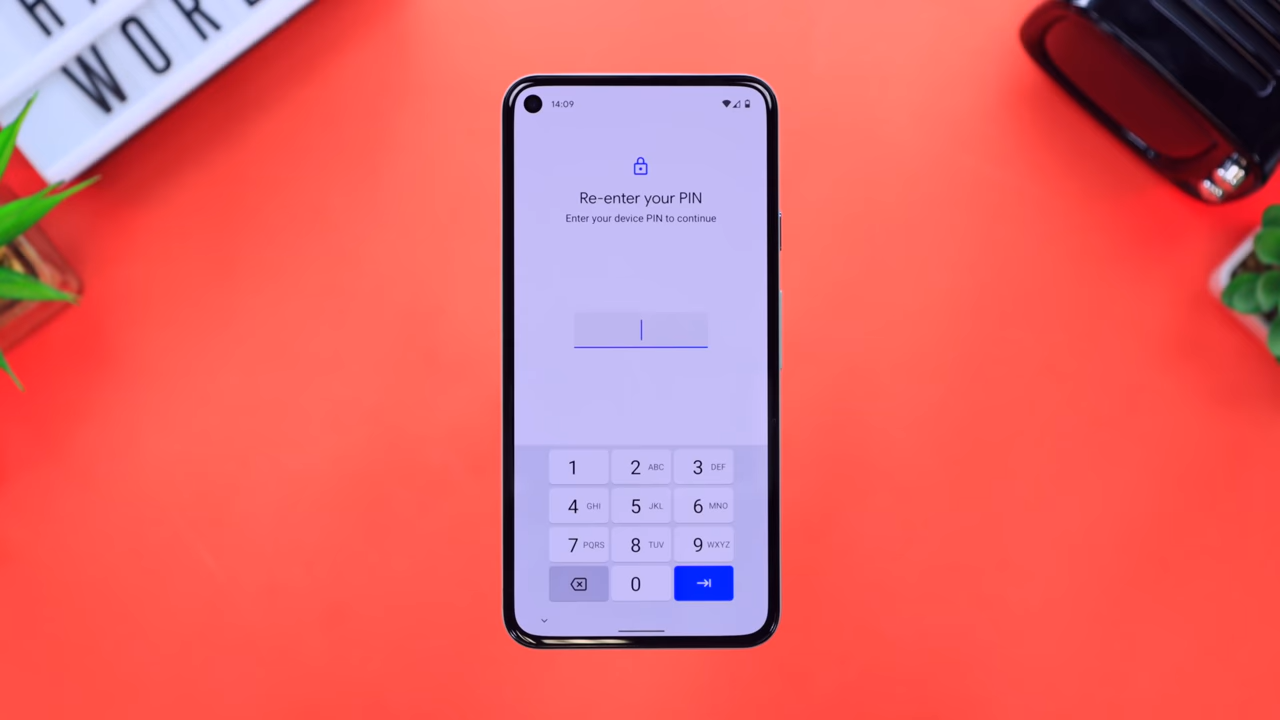 WOR
14:09
Re-enter your PIN
Enter your device PIN to continue
1
2 ABC
3 DEF
4 GHI
5 JKL
6 MNO
7 PQRS
8 TUV
9 WXYZ
0